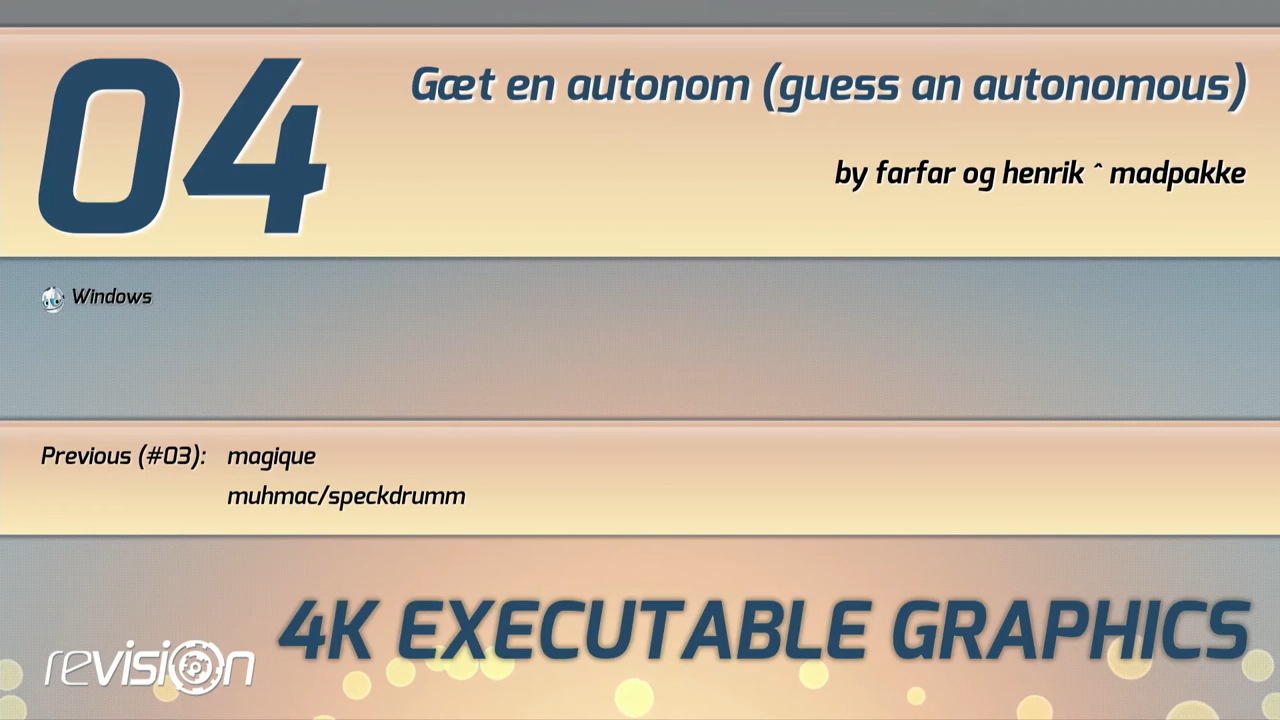 04
Gæt en autonom (guess an autonomous)
by farfar og henrik ^ madpakke
Windows
Previous (#03): magique
muhmac/speckdrumm
4K EXECUTABLE GRAPHICS
revision